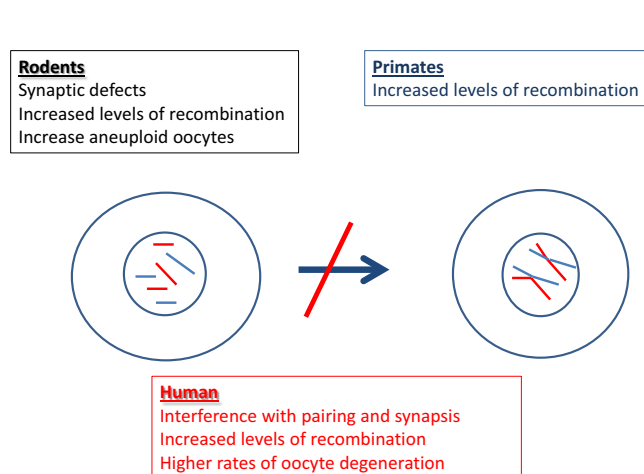 Rodents
Synaptic defects
Increased levels of recombination
Increase aneuploid oocytes
Primates
Increased levels of recombination
Human
Interference with pairing and synapsis
Increased levels of recombination
Higher rates of oocyte degeneration